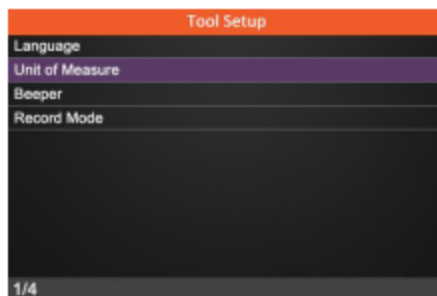 Tool Setup
Language
Unit of Measure
Beeper
Record Mode
1/4